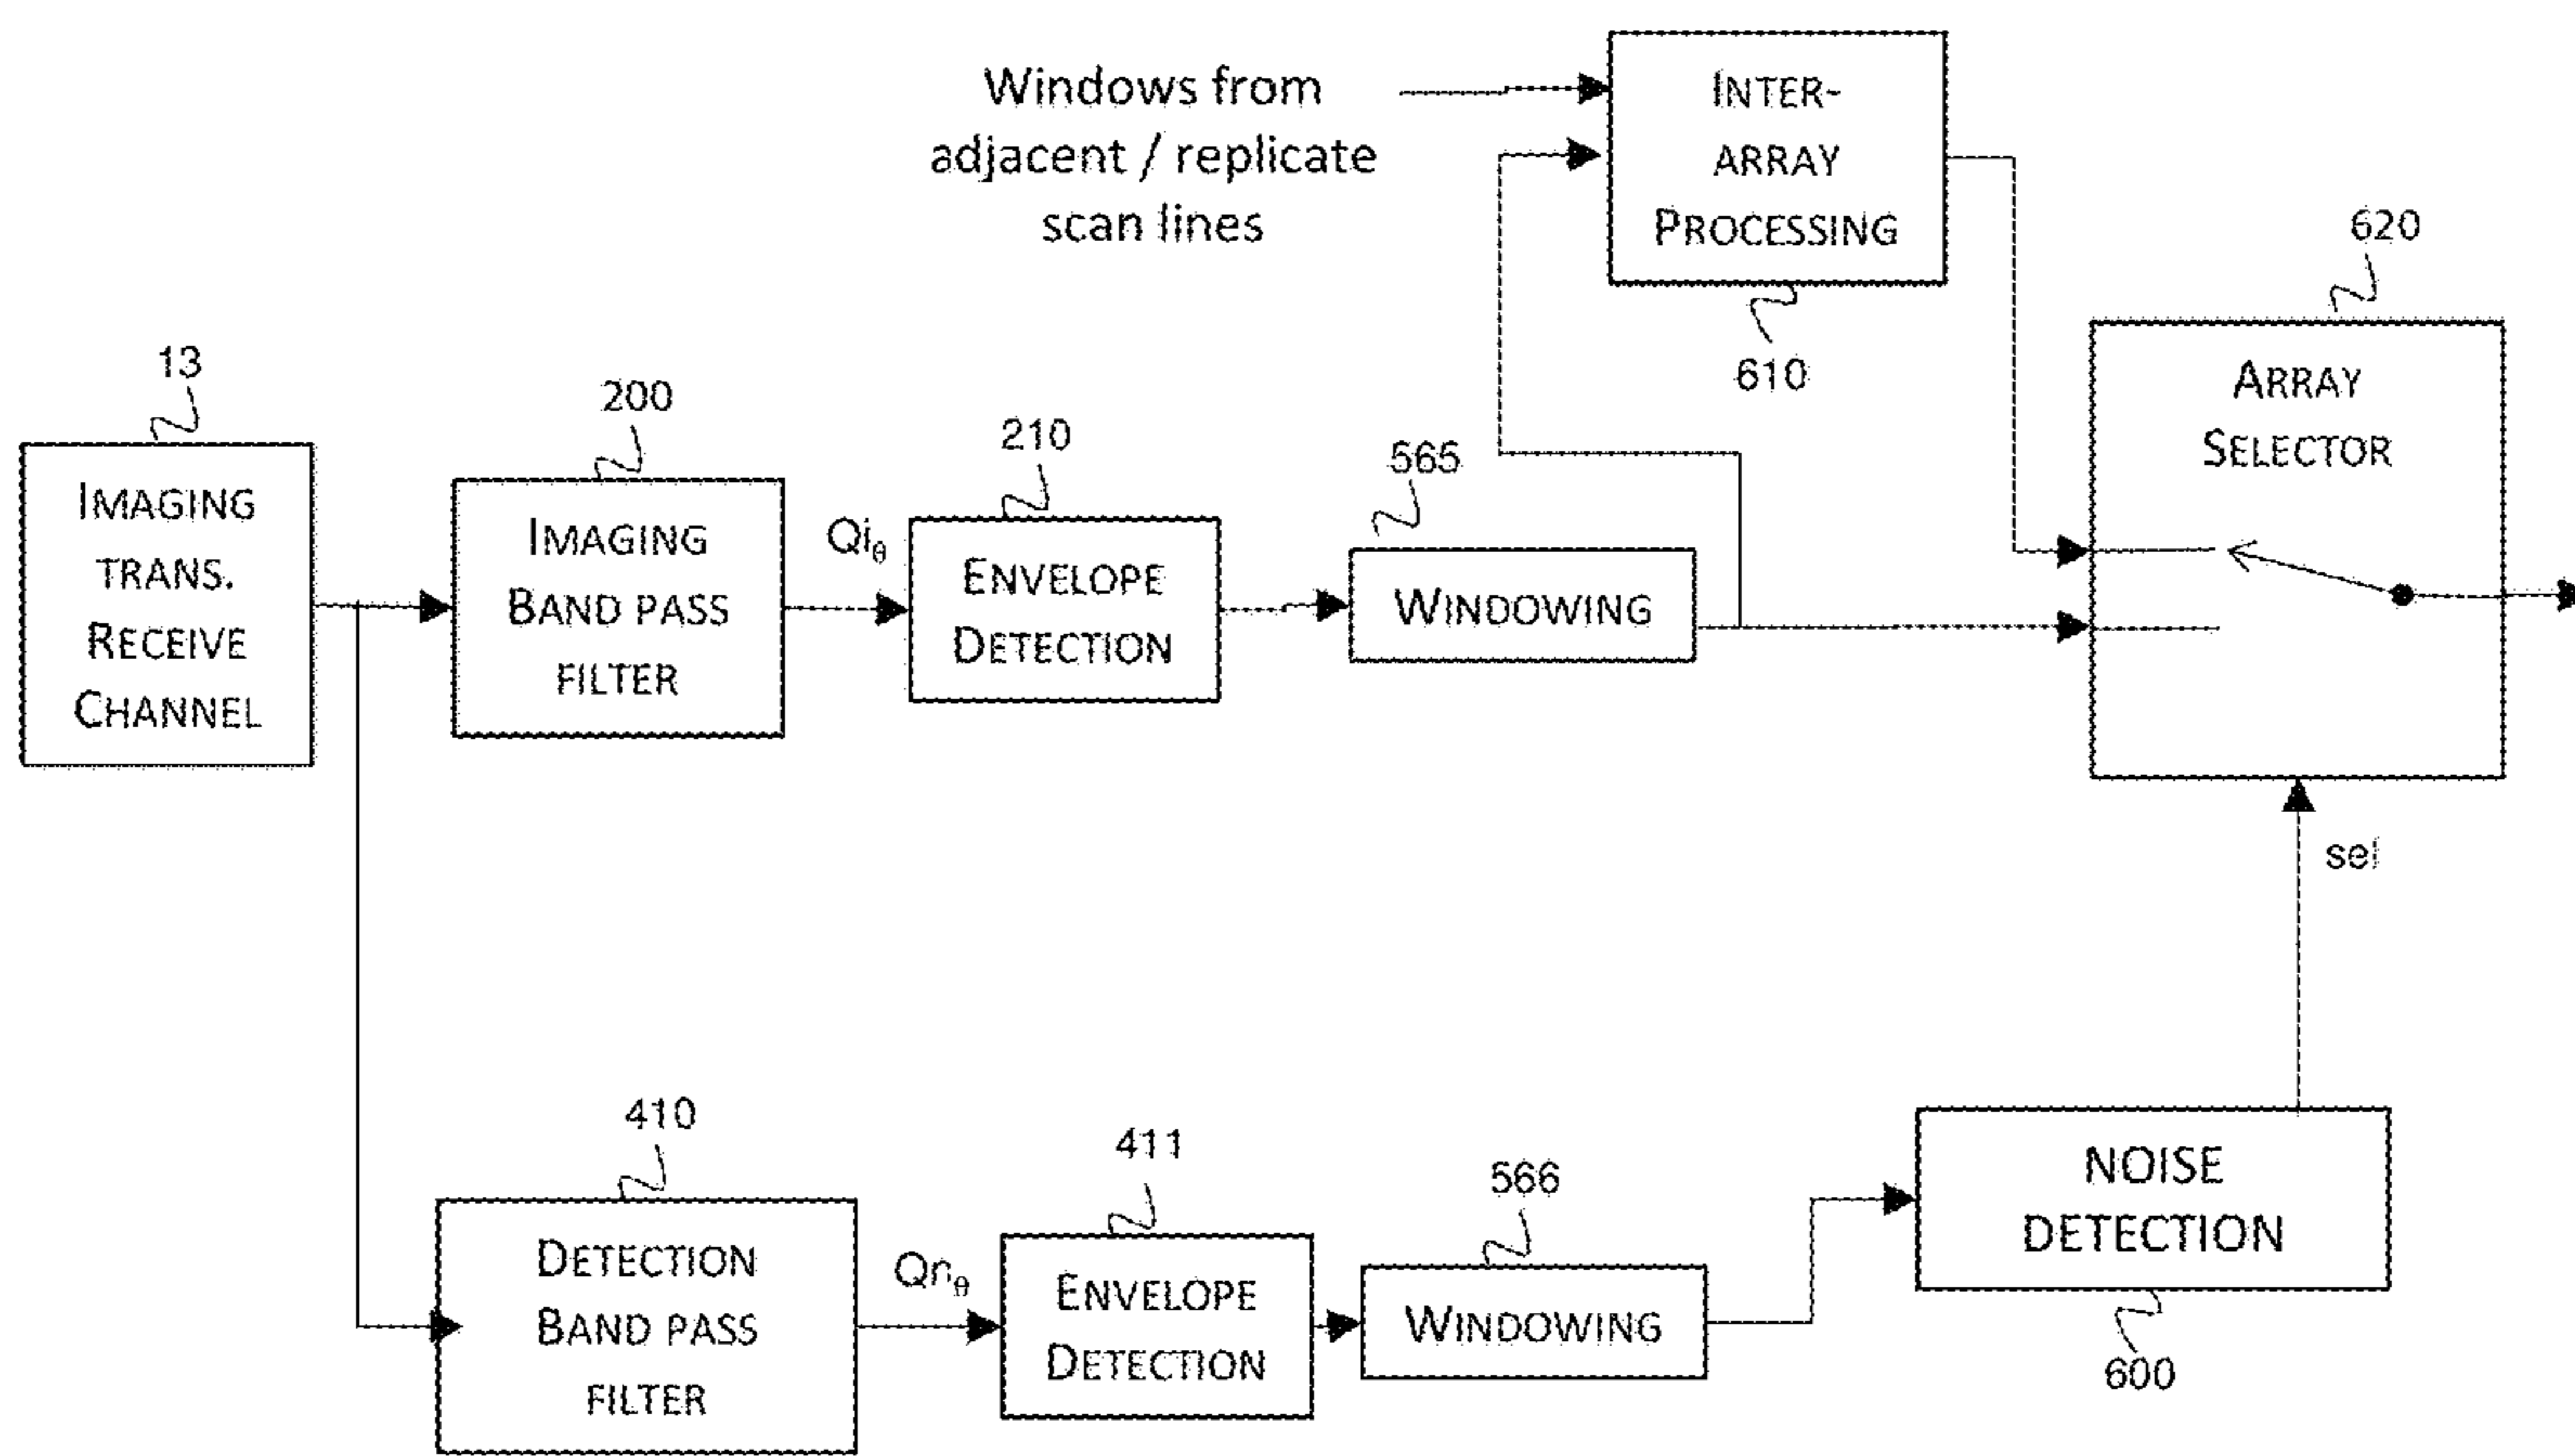 Windows from
adjacent / replicate
scan lines
INTER-
ARRAY
PROCESSING
610
620
ARRAY
SELECTOR
13
IMAGING
TRANS.
RECEIVE
CHANNEL
200
IMAGING
BAND PASS
FILTER
Qiθ
210
ENVELOPE
DETECTION
565
WINDOWING
sel
410
DETECTION
BAND PASS
FILTER
Qnθ
411
ENVELOPE
DETECTION
566
WINDOWING
NOISE
DETECTION
600